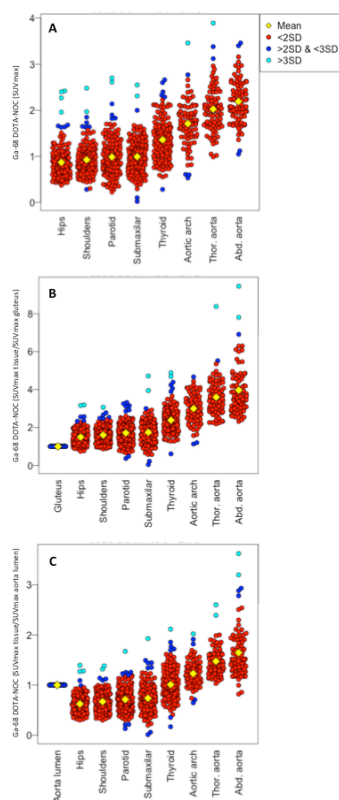 A
Mean
<2SD
>2SD & <3SD
>3SD
Ga-68 DOTA-NOC (SUVmax)
4
3
2
1
0
Hips
Shoulders
Parotid
Submaxilar
Thyroid
Aortic arch
Thor. aorta
Abd. aorta
B
Ga-68 DOTA-NOC (SUVmax tissue/SUVmax gluteus)
8
6
4
2
0
Gluteus
Hips
Shoulders
Parotid
Submaxilar
Thyroid
Aortic arch
Thor. aorta
Abd. aorta
C
Ga-68 DOTA-NOC (SUVmax tissue/SUVmax aorta lumen)
3
2
1
0
Aorta lumen
Hips
Shoulders
Parotid
Submaxilar
Thyroid
Aortic arch
Thor. aorta
Abd. aorta